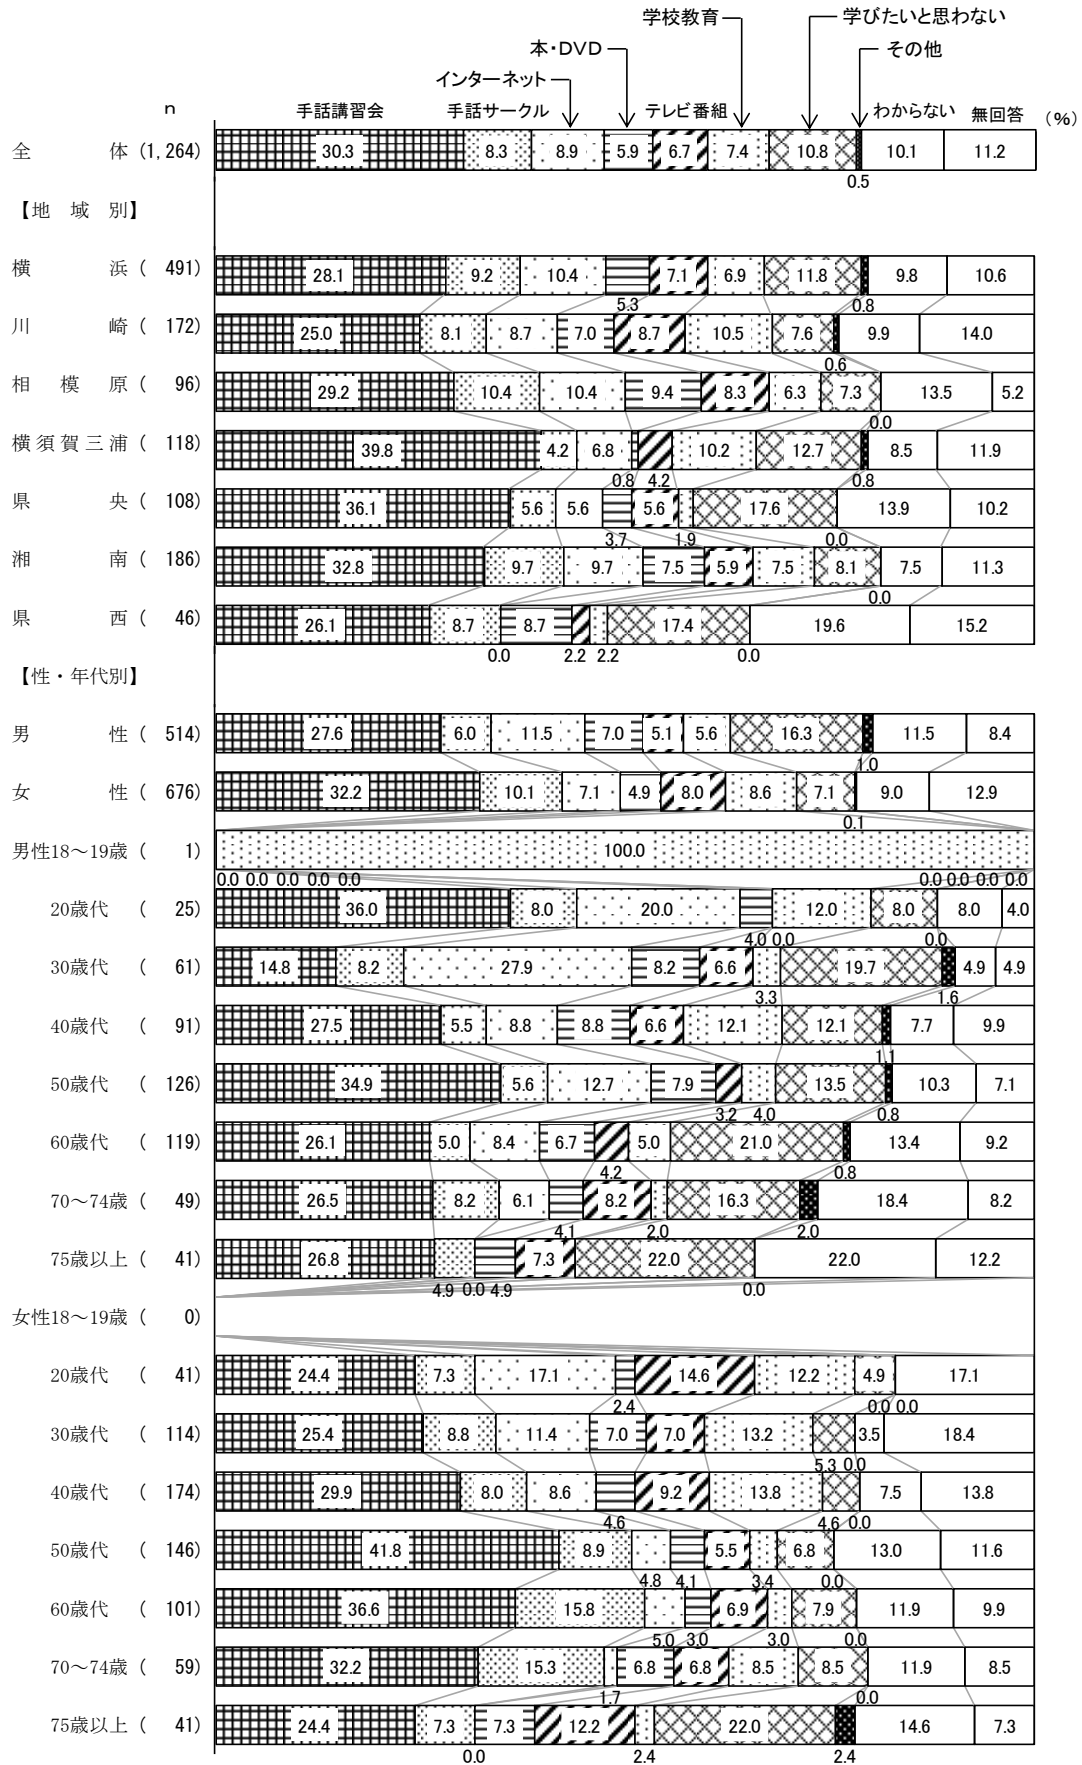 学校教育 学びたいと思わない
本・DVD その他
インターネット
n 手話講習会 手話サークル テレビ番組 わからない 無回答 (%)
全体 (1,264) 30.3 8.3 8.9 5.9 6.7 7.4 10.8 10.1 11.2
0.5
【地域別】
横浜 ( 491) 28.1 9.2 10.4 7.1 6.9 11.8 9.8 10.6
5.3 0.8
川崎 ( 172) 25.0 8.1 8.7 7.0 8.7 10.5 7.6 9.9 14.0
0.6
相模原 ( 96) 29.2 10.4 10.4 9.4 8.3 6.3 7.3 13.5 5.2
0.0
横須賀三浦 ( 118) 39.8 4.2 6.8 10.2 12.7 8.5 11.9
0.8 4.2 0.8
県央 ( 108) 36.1 5.6 5.6 5.6 17.6 13.9 10.2
3.7 1.9 0.0
湘南 ( 186) 32.8 9.7 9.7 7.5 5.9 7.5 8.1 7.5 11.3
0.0
県西 ( 46) 26.1 8.7 8.7 17.4 19.6 15.2
0.0 2.2 2.2 0.0
【性・年代別】
男性 ( 514) 27.6 6.0 11.5 7.0 5.1 5.6 16.3 11.5 8.4
1.0
女性 ( 676) 32.2 10.1 7.1 4.9 8.0 8.6 7.1 9.0 12.9
0.1
男性18～19歳 ( 1) 100.0
0.0 0.0 0.0 0.0 0.0 0.0 0.0 0.0 0.0
20歳代 ( 25) 36.0 8.0 20.0 12.0 8.0 8.0 4.0
4.0 0.0 0.0
30歳代 ( 61) 14.8 8.2 27.9 8.2 6.6 19.7 4.9 4.9
3.3 1.6
40歳代 ( 91) 27.5 5.5 8.8 8.8 6.6 12.1 12.1 7.7 9.9
1.1
50歳代 ( 126) 34.9 5.6 12.7 7.9 13.5 10.3 7.1
3.2 4.0 0.8
60歳代 ( 119) 26.1 5.0 8.4 6.7 5.0 21.0 13.4 9.2
4.2 0.8
70～74歳 ( 49) 26.5 8.2 6.1 8.2 16.3 18.4 8.2
4.1 2.0 2.0
75歳以上 ( 41) 26.8 7.3 22.0 22.0 12.2
4.9 0.0 4.9 0.0
女性18～19歳 ( 0)
20歳代 ( 41) 24.4 7.3 17.1 14.6 12.2 4.9 17.1
2.4 0.0 0.0
30歳代 ( 114) 25.4 8.8 11.4 7.0 7.0 13.2 3.5 18.4
5.3 0.0
40歳代 ( 174) 29.9 8.0 8.6 9.2 13.8 7.5 13.8
4.6 4.6 0.0
50歳代 ( 146) 41.8 8.9 5.5 6.8 13.0 11.6
4.8 4.1 3.4 0.0
60歳代 ( 101) 36.6 15.8 6.9 7.9 11.9 9.9
5.0 3.0 3.0 0.0
70～74歳 ( 59) 32.2 15.3 6.8 6.8 8.5 8.5 11.9 8.5
1.7 0.0
75歳以上 ( 41) 24.4 7.3 7.3 12.2 22.0 14.6 7.3
0.0 2.4 2.4